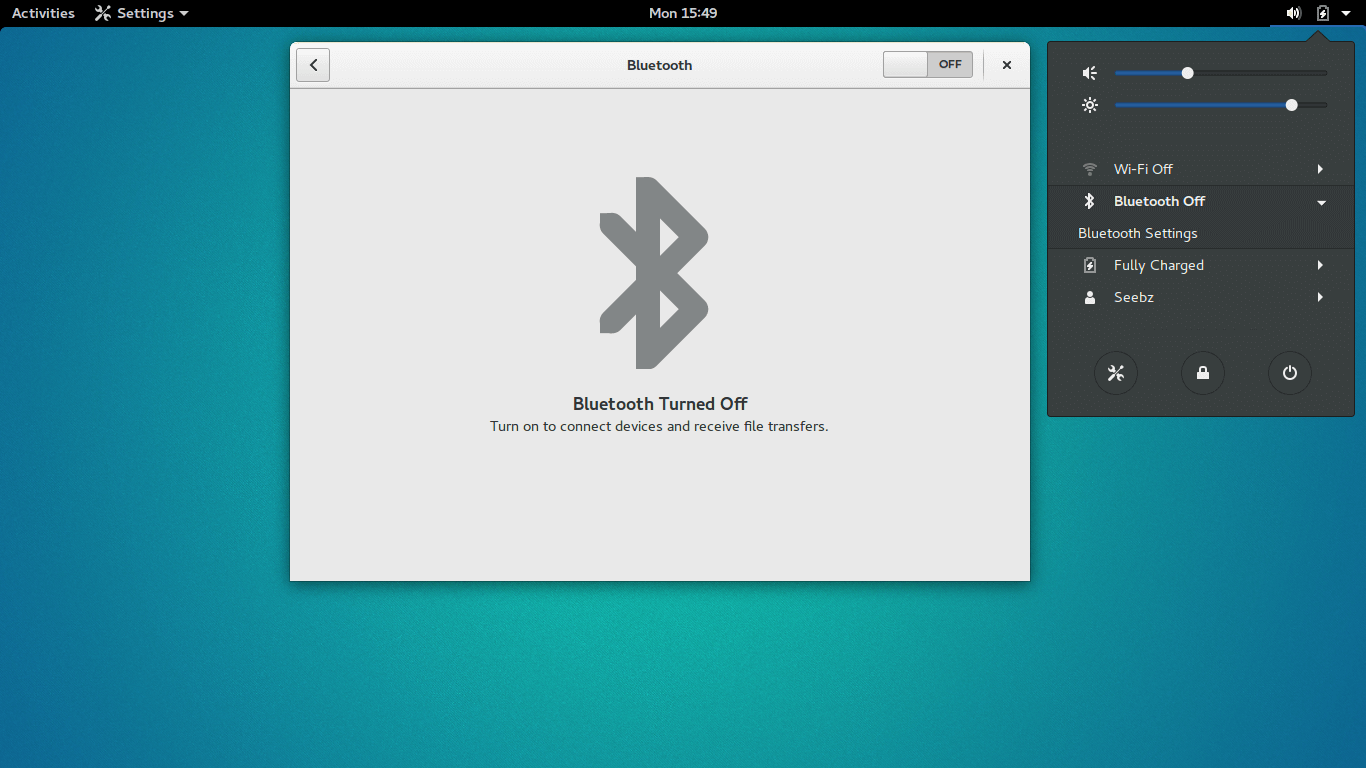 Activities Settings Mon 15:49
Bluetooth OFF
Bluetooth Turned Off
Turn on to connect devices and receive file transfers.
Wi-Fi Off
Bluetooth Off
Bluetooth Settings
Fully Charged
Seebz